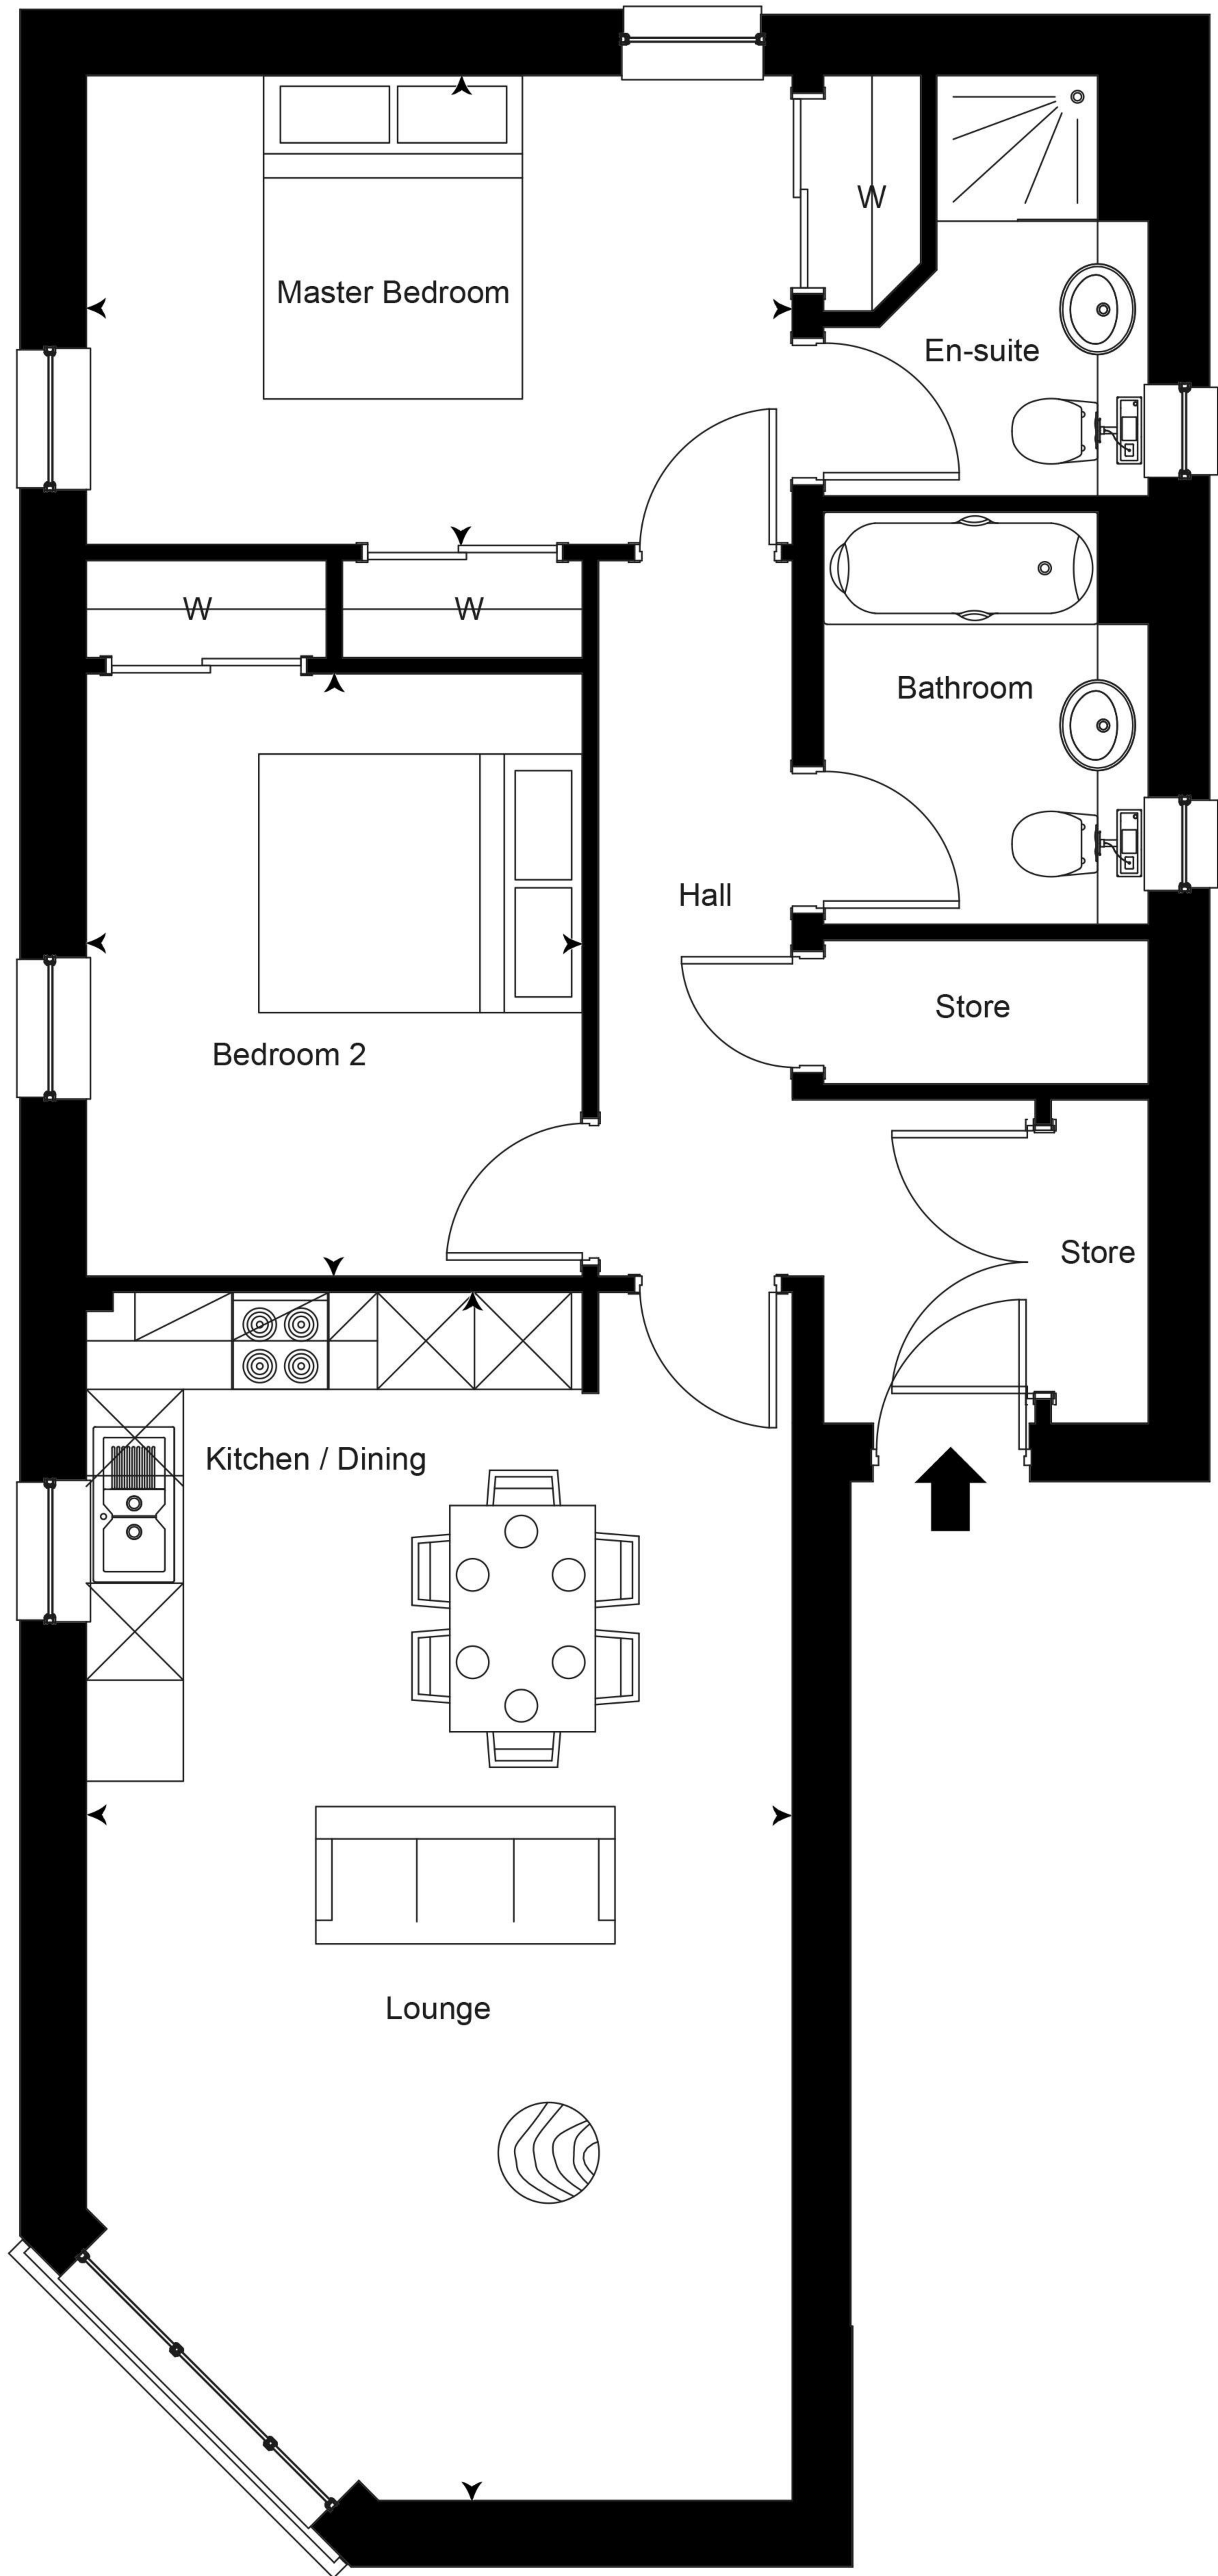 W
Master Bedroom
En-suite
W
W
Bathroom
Hall
Store
Bedroom 2
Store
Kitchen / Dining
Lounge